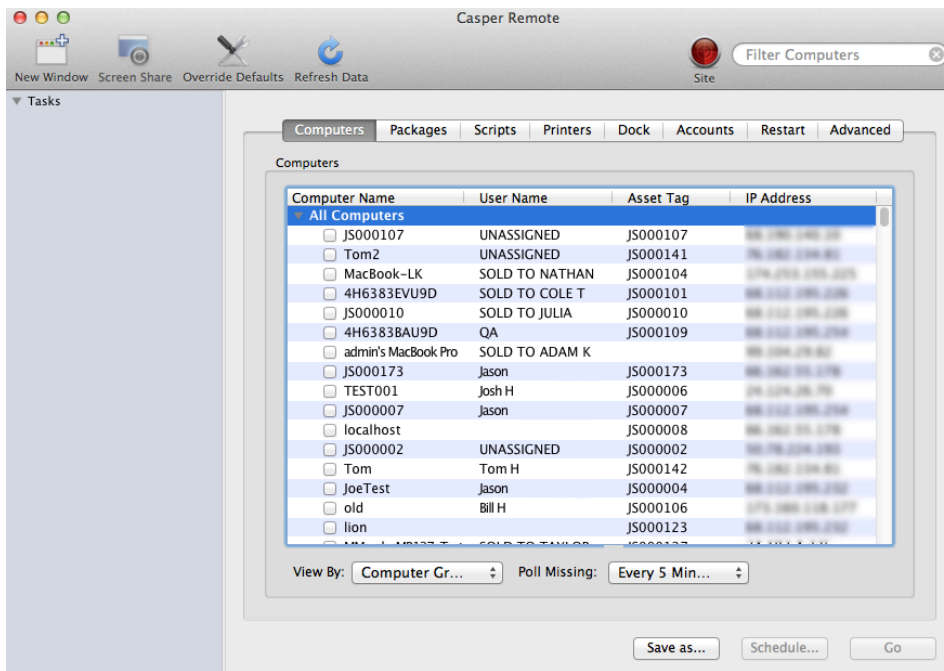 Casper Remote
New Window Screen Share Override Defaults Refresh Data Site Filter Computers
Tasks
Computers Packages Scripts Printers Dock Accounts Restart Advanced
Computers
Computer Name User Name Asset Tag IP Address
All Computers
JS000107 UNASSIGNED JS000107
Tom2 UNASSIGNED JS000141
MacBook-LK SOLD TO NATHAN JS000104
4H6383EVU9D SOLD TO COLE T JS000101
JS000010 SOLD TO JULIA JS000010
4H6383BAU9D QA JS000109
admin's MacBook Pro SOLD TO ADAM K
JS000173 Jason JS000173
TEST001 Josh H JS000006
JS000007 Jason JS000007
localhost JS000008
JS000002 UNASSIGNED JS000002
Tom Tom H JS000142
JoeTest Jason JS000004
old Bill H JS000106
lion JS000123
SOLD TO TAYLOR
View By: Computer Gr... Poll Missing: Every 5 Min...
Save as... Schedule... Go